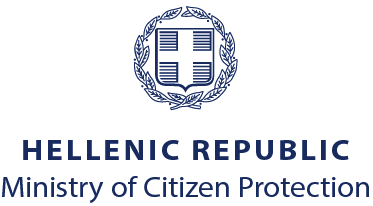 HELLENIC REPUBLIC
Ministry of Citizen Protection